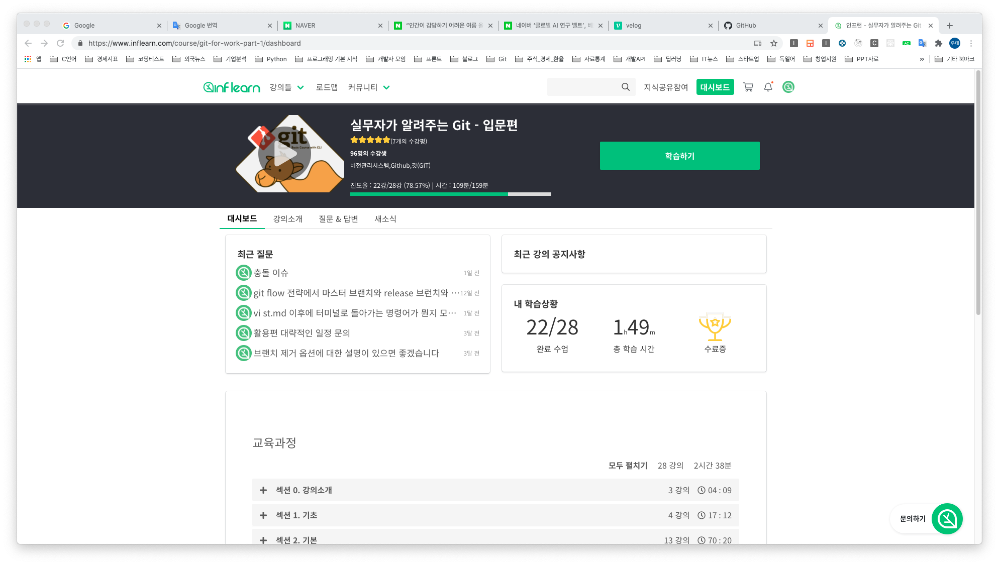 Google
Google 번역
NAVER
“인간이 감당하기 어려운 여름 올
네이버 ‘글로벌 AI 연구 벨트’, 베
velog
GitHub
인프런 - 실무자가 알려주는 Git
https://www.inflearn.com/course/git-for-work-part-1/dashboard
앱 C언어 경제지표 코딩테스트 외국뉴스 기업분석 Python 프로그래밍 기본 지식 개발자 모임 프론트 블로그 Git 주식_경제_환율 자료통계 개발API 딥러닝 IT뉴스 스타트업 독일어 창업지원 PPT자료 » 기타 북마크
inflearn 강의들 로드맵 커뮤니티 지식공유참여 대시보드
git
Basic Course with CLI
실무자가 알려주는 Git - 입문편
(7개의 수강평)
96명의 수강생
버전관리시스템,Github,깃(GIT)
진도율 : 22강/28강 (78.57%) | 시간 : 109분/159분
학습하기
대시보드 강의소개 질문 & 답변 새소식
최근 질문
충돌 이슈 1일 전
git flow 전략에서 마스터 브랜치와 release 브런치와 ⋯ 12일 전
vi st.md 이후에 터미널로 돌아가는 명령어가 뭔지 모⋯ 1달 전
활용편 대략적인 일정 문의 3달 전
브랜치 제거 옵션에 대한 설명이 있으면 좋겠습니다 3달 전
최근 강의 공지사항
내 학습상황
22/28 1h49m
완료 수업 총 학습 시간 수료증
교육과정
모두 펼치기 28 강의 2시간 38분
섹션 0. 강의소개 3 강의 04 : 09
섹션 1. 기초 4 강의 17 : 12
섹션 2. 기본 13 강의 70 : 20
문의하기